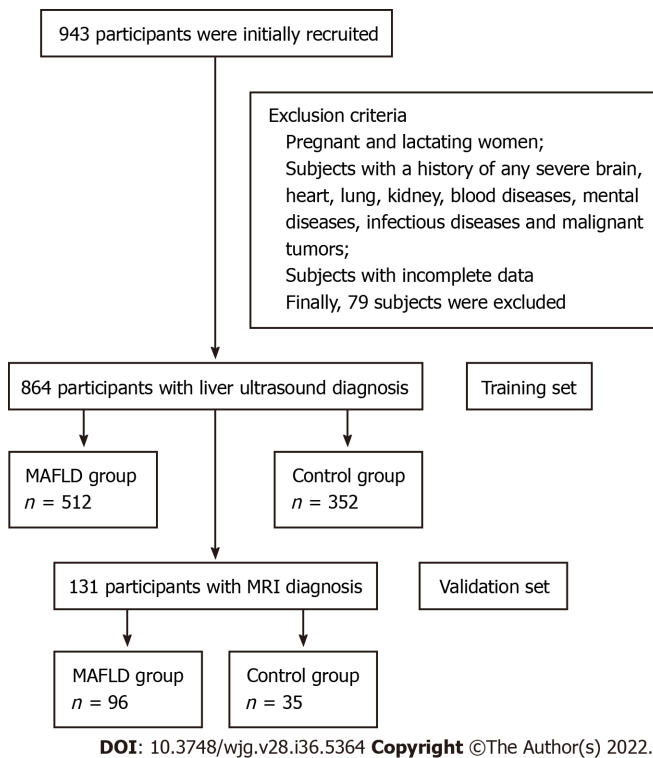 943 participants were initially recruited
Exclusion criteria
Pregnant and lactating women;
Subjects with a history of any severe brain,
heart, lung, kidney, blood diseases, mental
diseases, infectious diseases and malignant
tumors;
Subjects with incomplete data
Finally, 79 subjects were excluded
864 participants with liver ultrasound diagnosis
Training set
MAFLD group
n = 512
Control group
n = 352
131 participants with MRI diagnosis
Validation set
MAFLD group
n = 96
Control group
n = 35
DOI: 10.3748/wjg.v28.i36.5364 Copyright ©The Author(s) 2022.